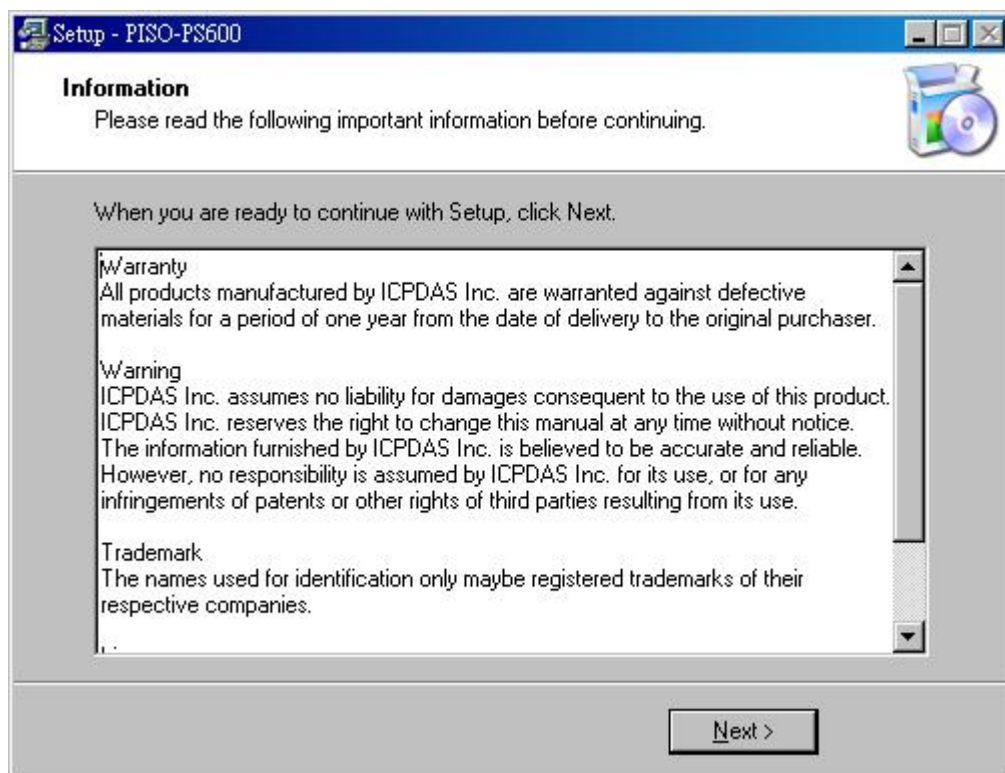 Setup - PISO-PS600
Information
Please read the following important information before continuing.
When you are ready to continue with Setup, click Next.
Warranty
All products manufactured by ICPDAS Inc. are warranted against defective
materials for a period of one year from the date of delivery to the original purchaser.
Warning
ICPDAS Inc. assumes no liability for damages consequent to the use of this product.
ICPDAS Inc. reserves the right to change this manual at any time without notice.
The information furnished by ICPDAS Inc. is believed to be accurate and reliable.
However, no responsibility is assumed by ICPDAS Inc. for its use, or for any
infringements of patents or other rights of third parties resulting from its use.
Trademark
The names used for identification only maybe registered trademarks of their
respective companies.
Next >